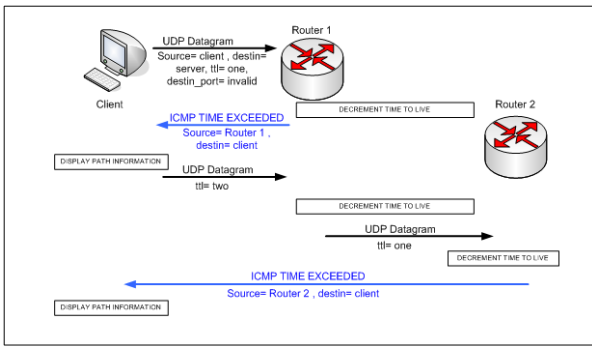 UDP Datagram
Source= client , destin=
server, ttl= one,
destin_port= invalid
Router 1
Client
DECREMENT TIME TO LIVE
Router 2
ICMP TIME EXCEEDED
Source= Router 1 ,
destin= client
DISPLAY PATH INFORMATION
UDP Datagram
ttl= two
DECREMENT TIME TO LIVE
UDP Datagram
ttl= one
DECREMENT TIME TO LIVE
ICMP TIME EXCEEDED
Source= Router 2 , destin= client
DISPLAY PATH INFORMATION